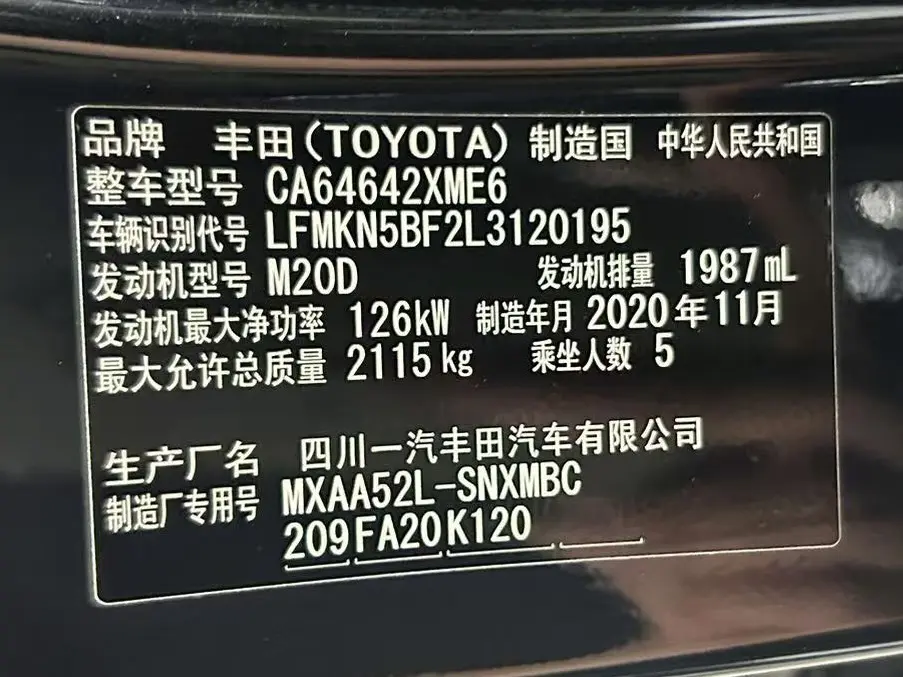 品牌 丰田(TOYOTA) 制造国 中华人民共和国
整车型号 CA64642XME6
车辆识别代号 LFMKN5BF2L3120195
发动机型号 M20D 发动机排量 1987mL
发动机最大净功率 126kW 制造年月 2020年11月
最大允许总质量 2115kg 乘坐人数 5
生产厂名 四川一汽丰田汽车有限公司
制造厂专用号 MXAA52L-SNXMBC
209 FA20 K120